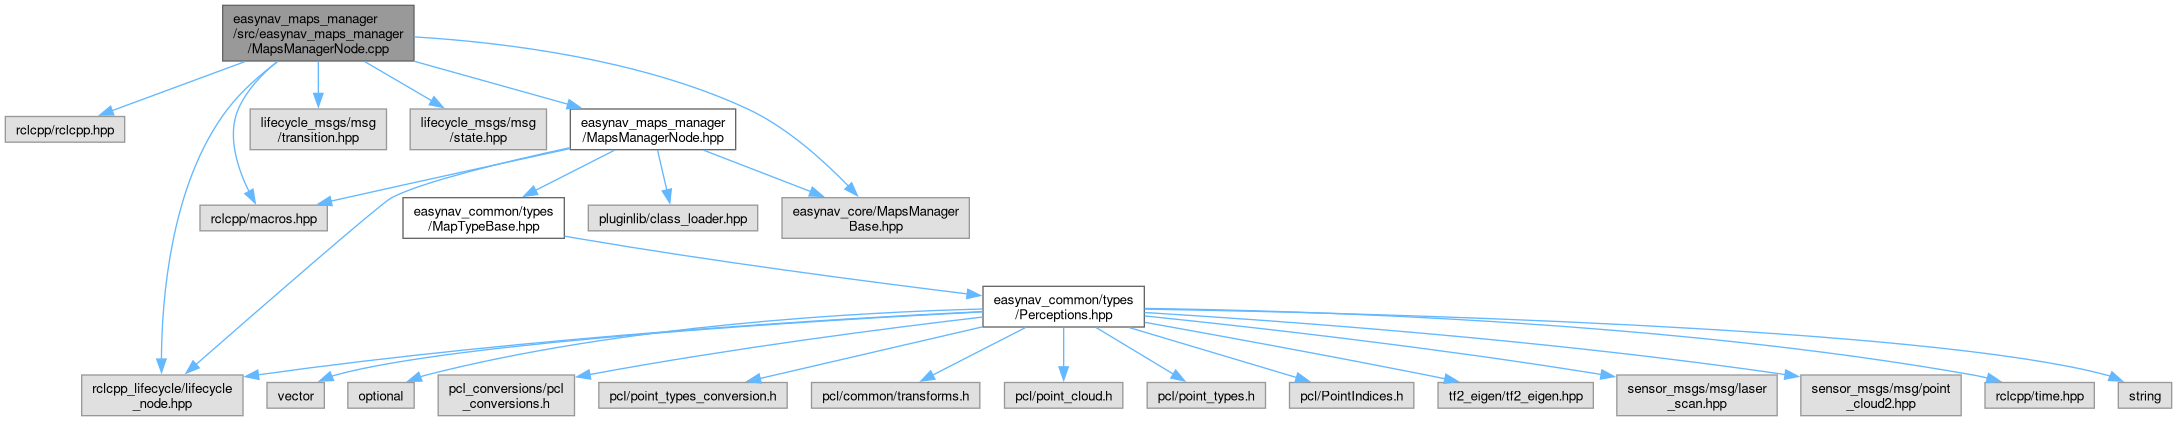 easynav_maps_manager
/src/easynav_maps_manager
/MapsManagerNode.cpp
rclcpp/rclcpp.hpp
lifecycle_msgs/msg
/transition.hpp
lifecycle_msgs/msg
/state.hpp
easynav_maps_manager
/MapsManagerNode.hpp
rclcpp/macros.hpp
easynav_common/types
/MapTypeBase.hpp
pluginlib/class_loader.hpp
easynav_core/MapsManager
Base.hpp
easynav_common/types
/Perceptions.hpp
rclcpp_lifecycle/lifecycle
_node.hpp
vector
optional
pcl_conversions/pcl
_conversions.h
pcl/point_types_conversion.h
pcl/common/transforms.h
pcl/point_cloud.h
pcl/point_types.h
pcl/PointIndices.h
tf2_eigen/tf2_eigen.hpp
sensor_msgs/msg/laser
_scan.hpp
sensor_msgs/msg/point
_cloud2.hpp
rclcpp/time.hpp
string